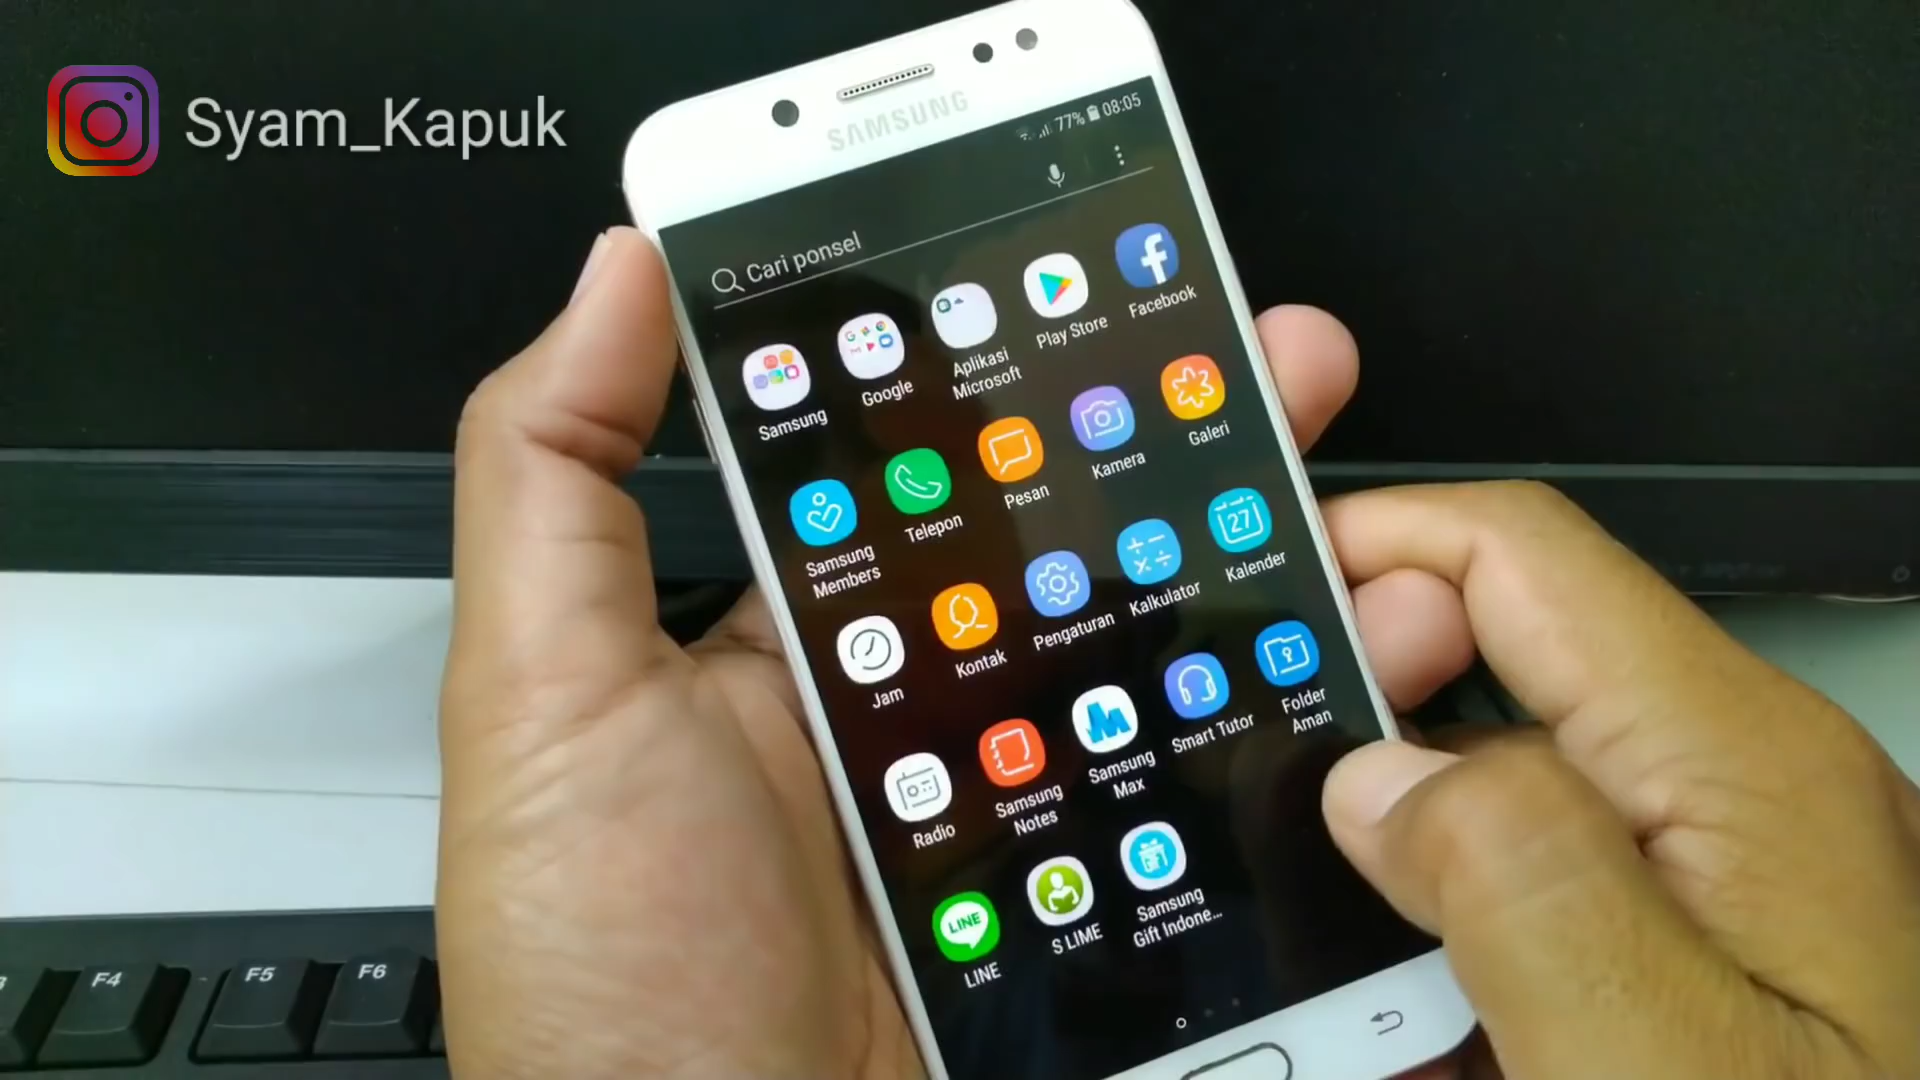 Syam_Kapuk
SAMSUNG
77% 08:05
Cari ponsel
Samsung
Google
Aplikasi
Microsoft
Play Store
Facebook
Samsung
Members
Telepon
Pesan
Kamera
Galeri
27
Jam
Kontak
Pengaturan
Kalkulator
Kalender
Radio
Samsung
Notes
Samsung
Max
Smart Tutor
Folder
Aman
LINE
LINE
S LIME
Samsung
Gift Indone...
F4
F5
F6